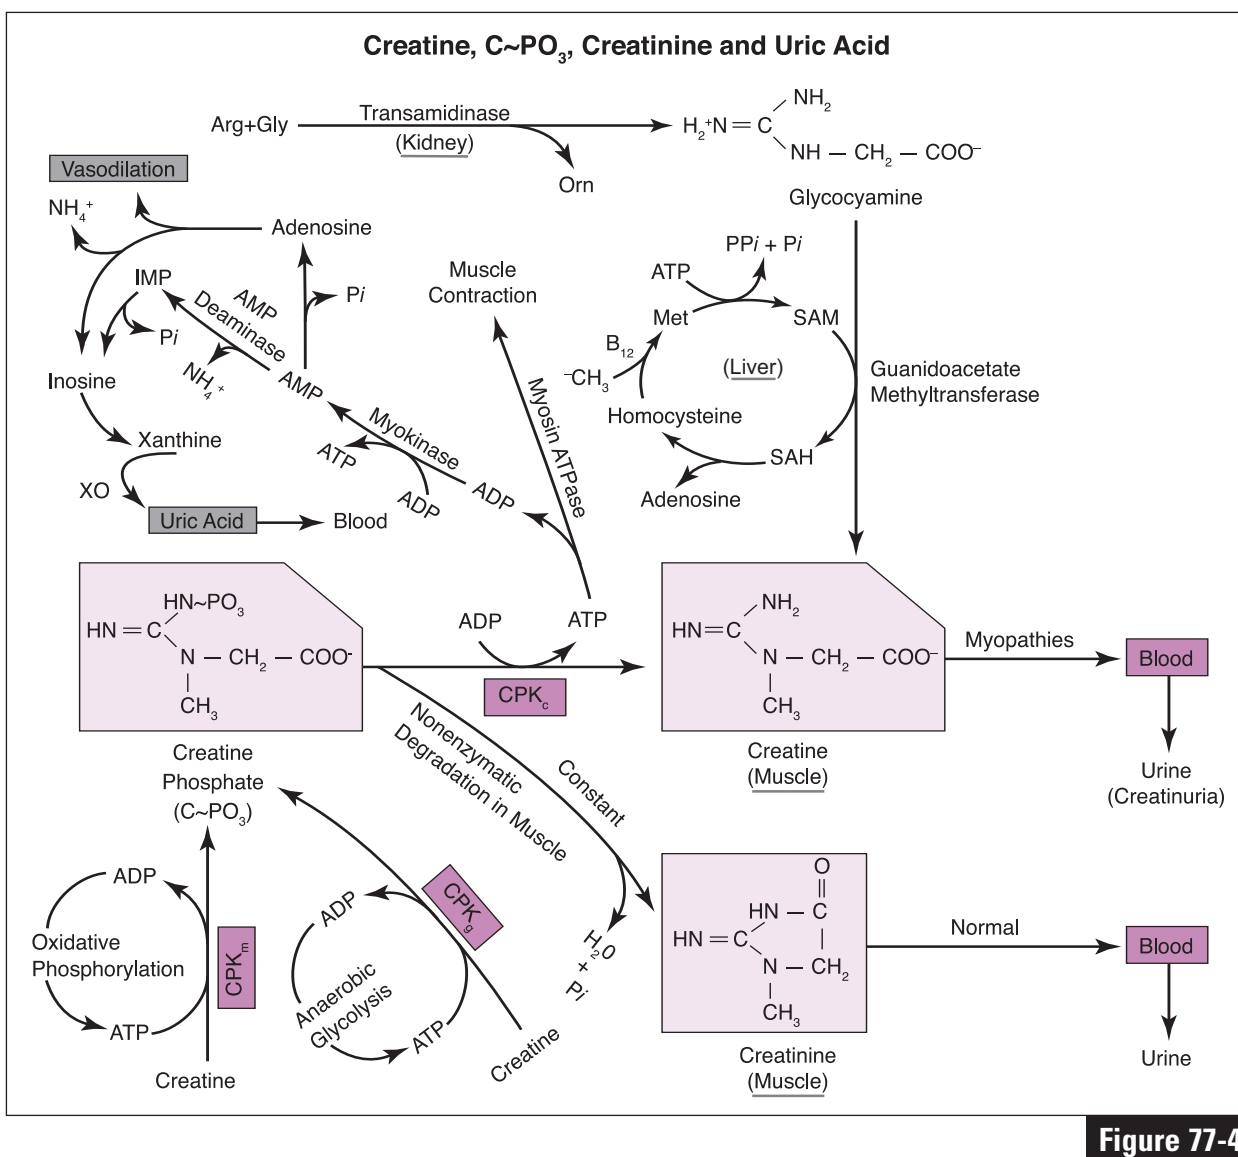 Creatine, C~PO₃, Creatinine and Uric Acid
Arg+Gly
Transamidinase
(Kidney)
Orn
NH₂
H₂⁺N=C
NH — CH₂ — COO⁻
Glycocyamine
Vasodilation
NH₄⁺
Adenosine
IMP
Pi
AMP
Deaminase
Pi
NH₄⁺
AMP
Inosine
Xanthine
XO
Uric Acid
Blood
Myokinase
ATP
ADP
ADP
Muscle
Contraction
Myosin ATPase
PPi + Pi
ATP
Met
SAM
B₁₂
⁻CH₃
(Liver)
Homocysteine
SAH
Adenosine
Guanidoacetate
Methyltransferase
HN~PO₃
HN=C
N — CH₂ — COO⁻
CH₃
Creatine
Phosphate
(C~PO₃)
ADP
ATP
CPKc
NH₂
HN=C
N — CH₂ — COO⁻
CH₃
Creatine
(Muscle)
Myopathies
Blood
Urine
(Creatinuria)
Nonenzymatic
Degradation in Muscle
Constant
H₂0
+
Pi
ADP
Oxidative
Phosphorylation
ATP
CPKm
Creatine
ADP
CPKg
Anaerobic
Glycolysis
ATP
Creatine
O
HN — C
HN=C
N — CH₂
CH₃
Creatinine
(Muscle)
Normal
Blood
Urine
Figure 77-4